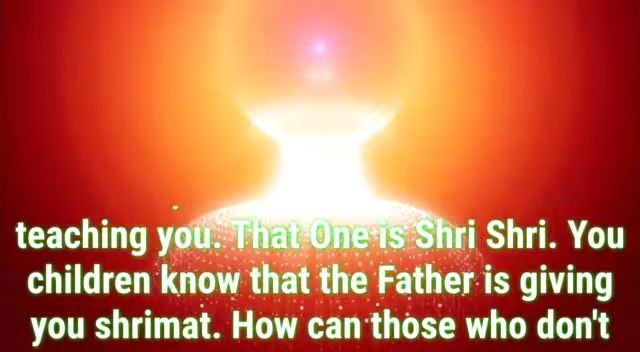 teaching you. That One is Shri Shri. You
children know that the Father is giving
you shrimat. How can those who don't